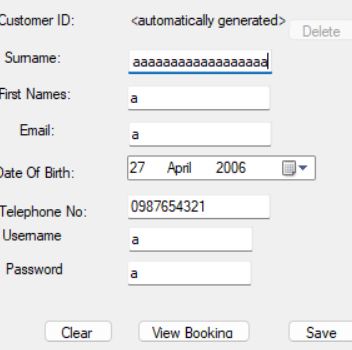 Customer ID: <automatically generated> Delete
Surname: aaaaaaaaaaaaaaaaaa
First Names: a
Email: a
Date Of Birth: 27 April 2006
Telephone No: 0987654321
Username a
Password a
Clear View Booking Save